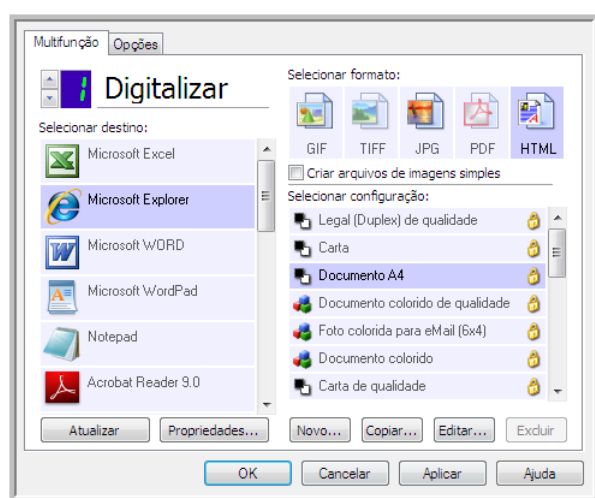 Multifunção
Opções
1 Digitalizar
Selecionar destino:
Microsoft Excel
Microsoft Explorer
Microsoft WORD
Microsoft WordPad
Notepad
Acrobat Reader 9.0
Atualizar
Propriedades...
Selecionar formato:
GIF TIFF JPG PDF HTML
Criar arquivos de imagens simples
Selecionar configuração:
Legal (Duplex) de qualidade
Carta
Documento A4
Documento colorido de qualidade
Foto colorida para eMail (6x4)
Documento colorido
Carta de qualidade
Novo... Copiar... Editar... Excluir
OK Cancelar Aplicar Ajuda